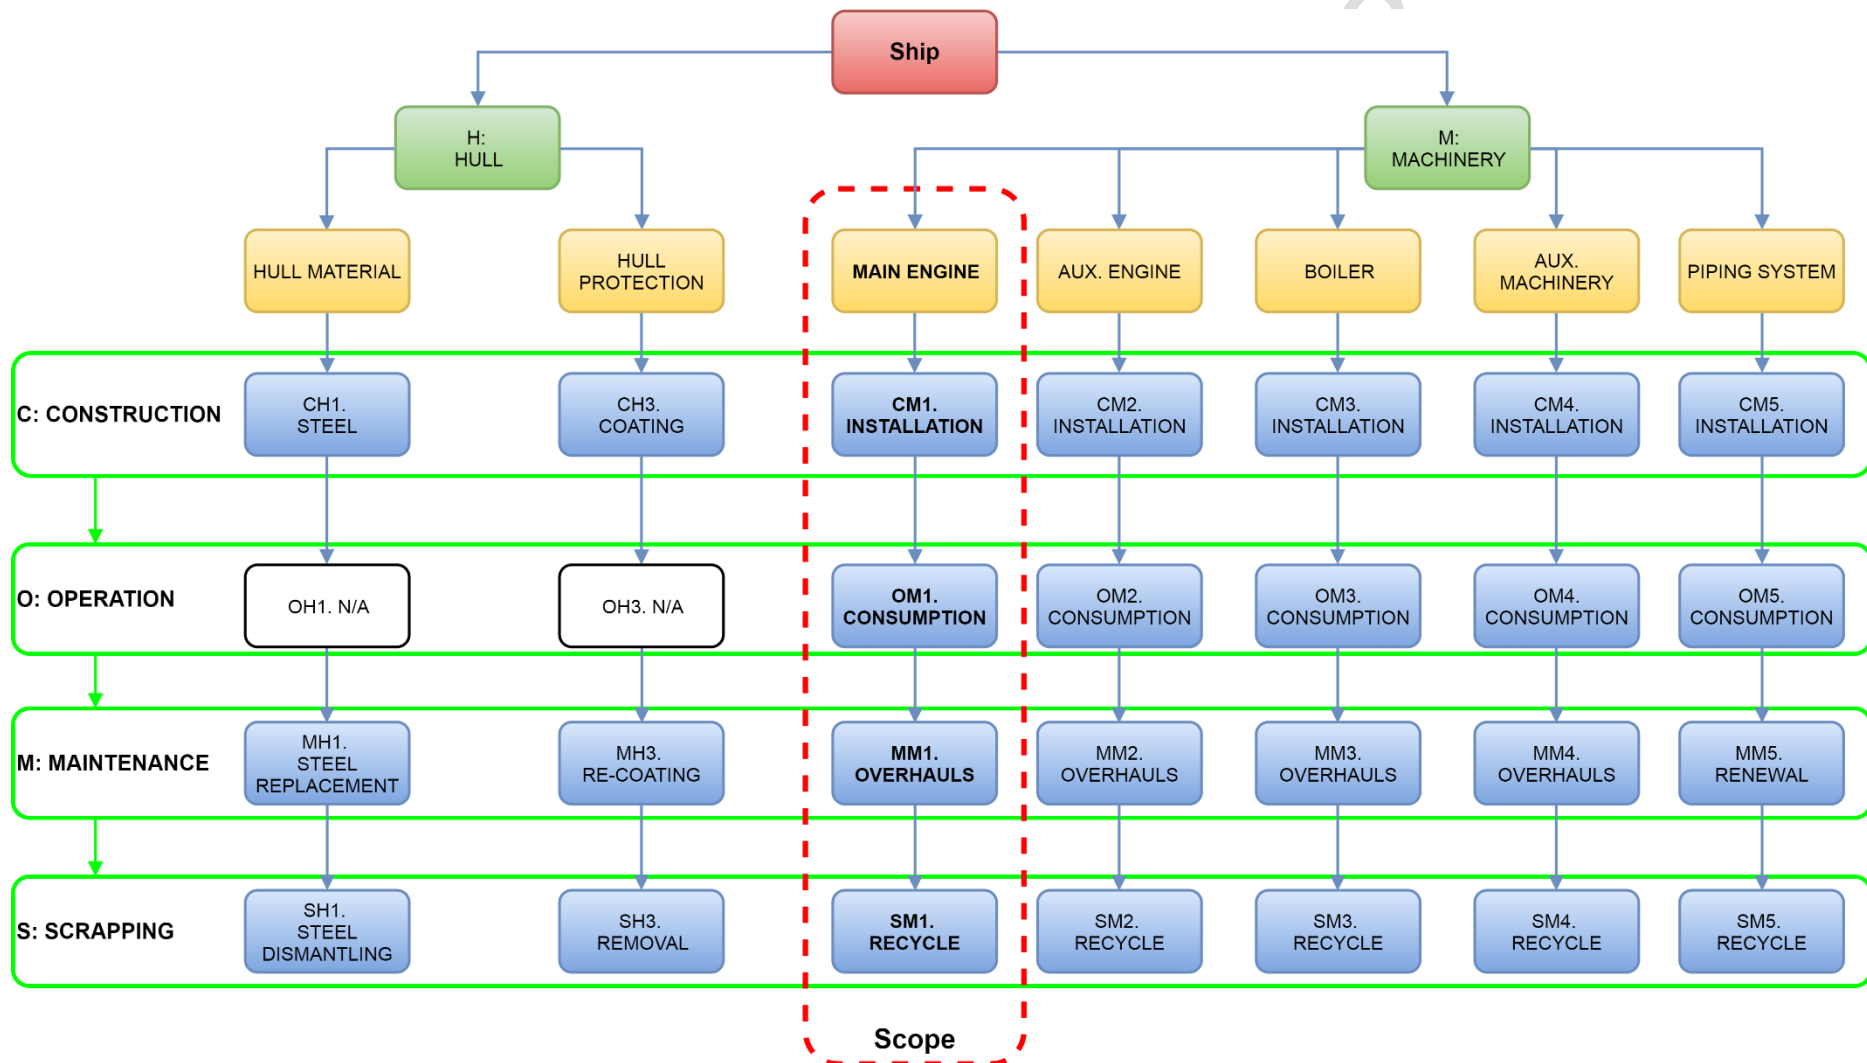 Ship
H:
HULL
M:
MACHINERY
HULL MATERIAL
HULL
PROTECTION
MAIN ENGINE
AUX. ENGINE
BOILER
AUX.
MACHINERY
PIPING SYSTEM
C: CONSTRUCTION
CH1.
STEEL
CH3.
COATING
CM1.
INSTALLATION
CM2.
INSTALLATION
CM3.
INSTALLATION
CM4.
INSTALLATION
CM5.
INSTALLATION
O: OPERATION
OH1. N/A
OH3. N/A
OM1.
CONSUMPTION
OM2.
CONSUMPTION
OM3.
CONSUMPTION
OM4.
CONSUMPTION
OM5.
CONSUMPTION
M: MAINTENANCE
MH1.
STEEL
REPLACEMENT
MH3.
RE-COATING
MM1.
OVERHAULS
MM2.
OVERHAULS
MM3.
OVERHAULS
MM4.
OVERHAULS
MM5.
RENEWAL
S: SCRAPPING
SH1.
STEEL
DISMANTLING
SH3.
REMOVAL
SM1.
RECYCLE
SM2.
RECYCLE
SM3.
RECYCLE
SM4.
RECYCLE
SM5.
RECYCLE
Scope